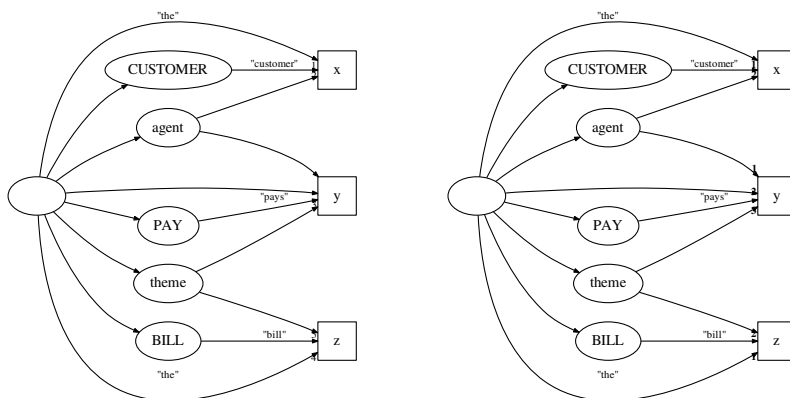 "the"
CUSTOMER
"customer"
x
agent
"pays"
y
PAY
theme
BILL
"bill"
z
"the"
"the"
CUSTOMER
"customer"
x
agent
"pays"
y
PAY
theme
BILL
"bill"
z
"the"